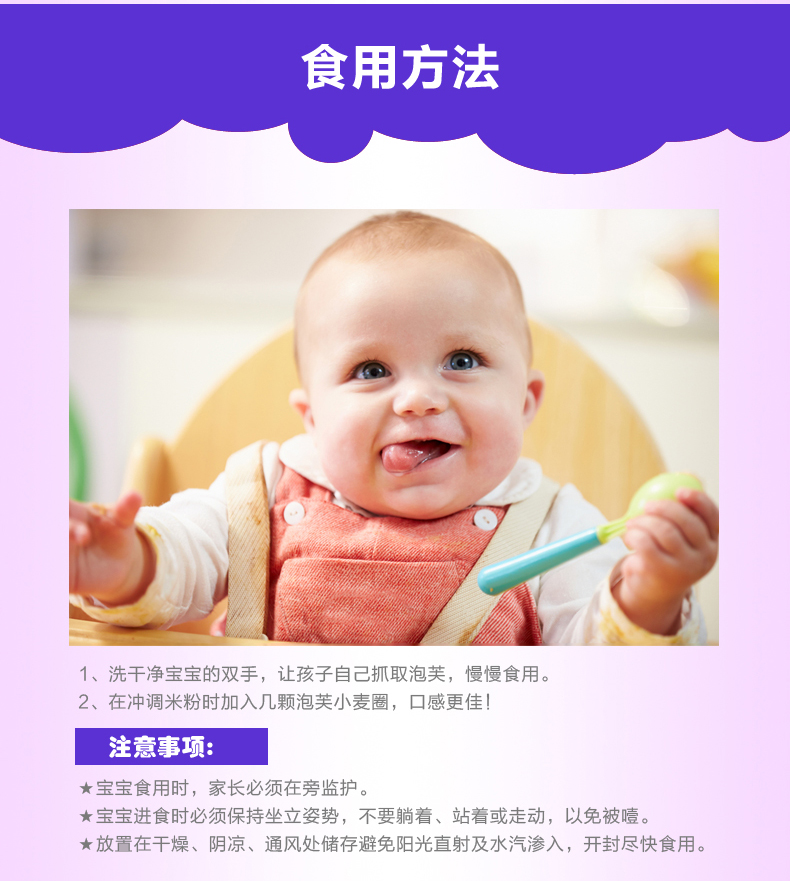 食用方法
1、洗干净宝宝的双手，让孩子自己抓取泡芙，慢慢食用。
2、在冲调米粉时加入几颗泡芙小麦圈，口感更佳！
注意事项:
★宝宝食用时，家长必须在旁监护。
★宝宝进食时必须保持坐立姿势，不要躺着、站着或走动，以免被噎。
★放置在干燥、阴凉、通风处储存避免阳光直射及水汽渗入，开封尽快食用。